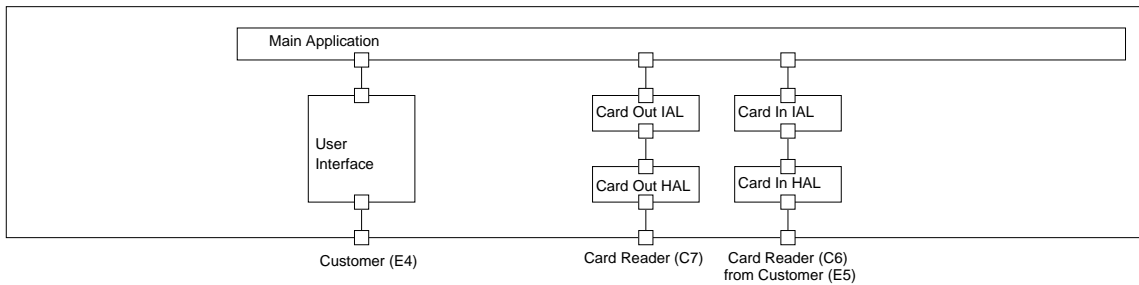 Main Application
User
Interface
Card Out IAL
Card In IAL
Card Out HAL
Card In HAL
Customer (E4)
Card Reader (C7)
Card Reader (C6)
from Customer (E5)